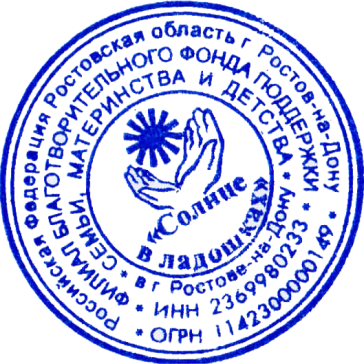 Российская Федерация Ростовская область г Ростов-на-Дону
* ОГРН 1142300000149 *
ФИЛИАЛ БЛАГОТВОРИТЕЛЬНОГО ФОНДА ПОДДЕРЖКИ
* ИНН 2369980233 *
СЕМЬИ, МАТЕРИНСТВА И ДЕТСТВА
* в г Ростове-на-Дону *
«Солнце
в ладошках»